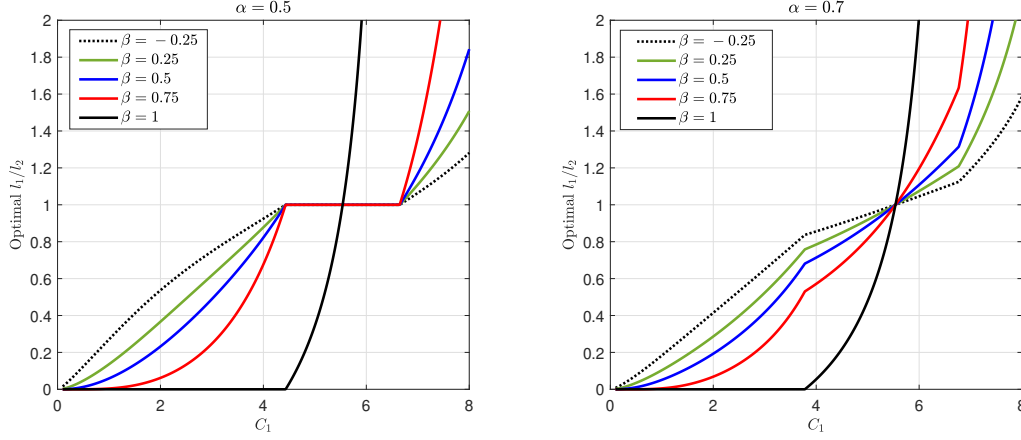 α = 0.5
Optimal l₁/l₂
2
1.8
1.6
1.4
1.2
1
0.8
0.6
0.4
0.2
0
β = − 0.25
β = 0.25
β = 0.5
β = 0.75
β = 1
0 2 4 6 8
C₁
α = 0.7
Optimal l₁/l₂
2
1.8
1.6
1.4
1.2
1
0.8
0.6
0.4
0.2
0
β = − 0.25
β = 0.25
β = 0.5
β = 0.75
β = 1
0 2 4 6 8
C₁